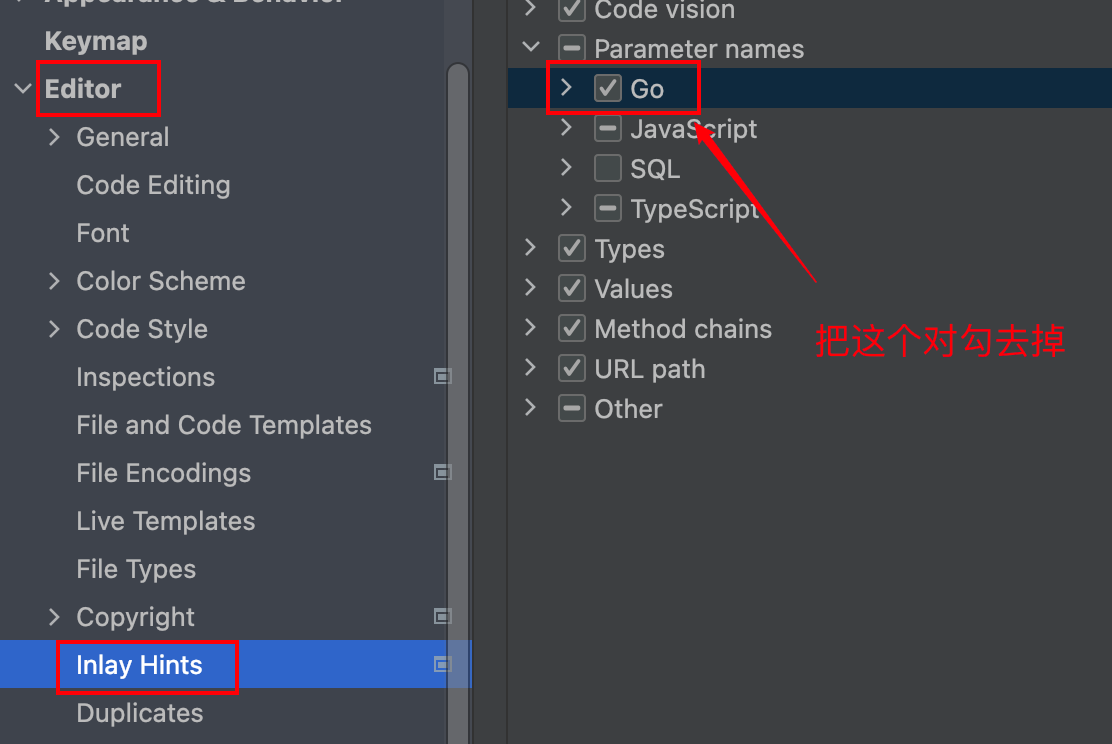 Appearance & Behavior
Keymap
Editor
General
Code Editing
Font
Color Scheme
Code Style
Inspections
File and Code Templates
File Encodings
Live Templates
File Types
Copyright
Inlay Hints
Duplicates
Code vision
Parameter names
Go
JavaScript
SQL
TypeScript
Types
Values
Method chains
URL path
Other
把这个对勾去掉